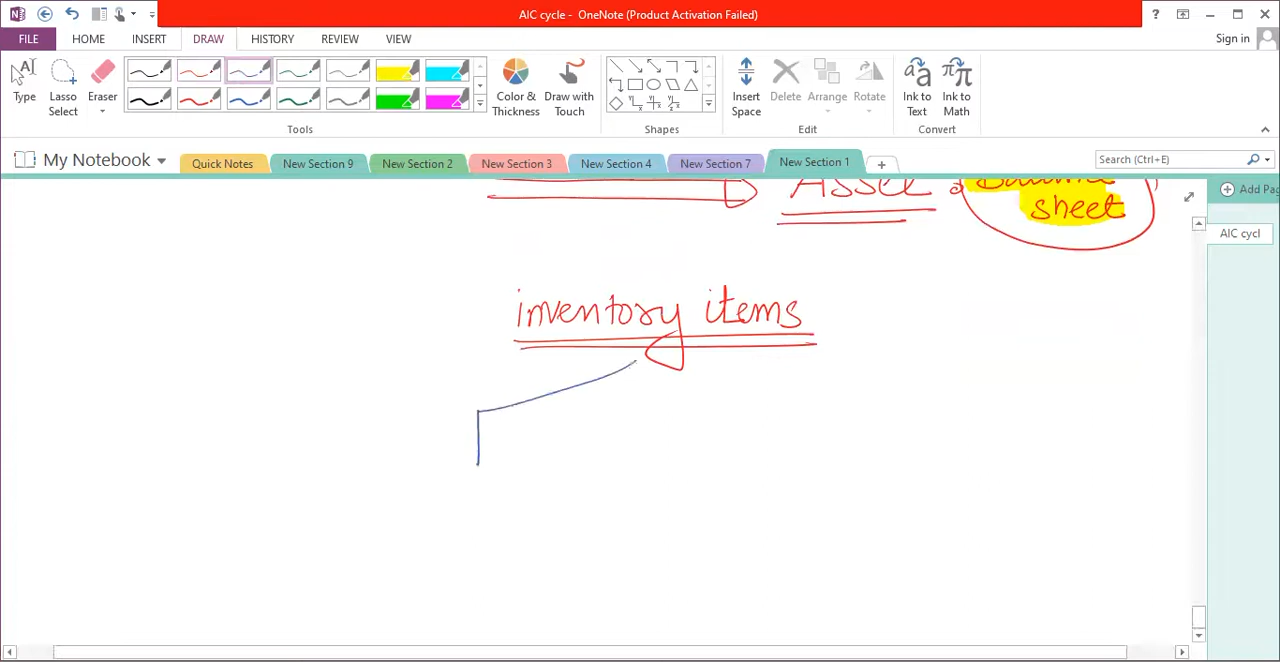 AIC cycle - OneNote (Product Activation Failed)
FILE HOME INSERT DRAW HISTORY REVIEW VIEW
Sign in
Type
Lasso Select
Eraser
Color & Thickness
Draw with Touch
Insert Space
Delete
Arrange
Rotate
Ink to Text
Ink to Math
Tools Shapes Edit Convert
My Notebook Quick Notes New Section 9 New Section 2 New Section 3 New Section 4 New Section 7 New Section 1
Search (Ctrl+E)
Add Pag
AIC cycl
Asset Balance
sheet
inventory items